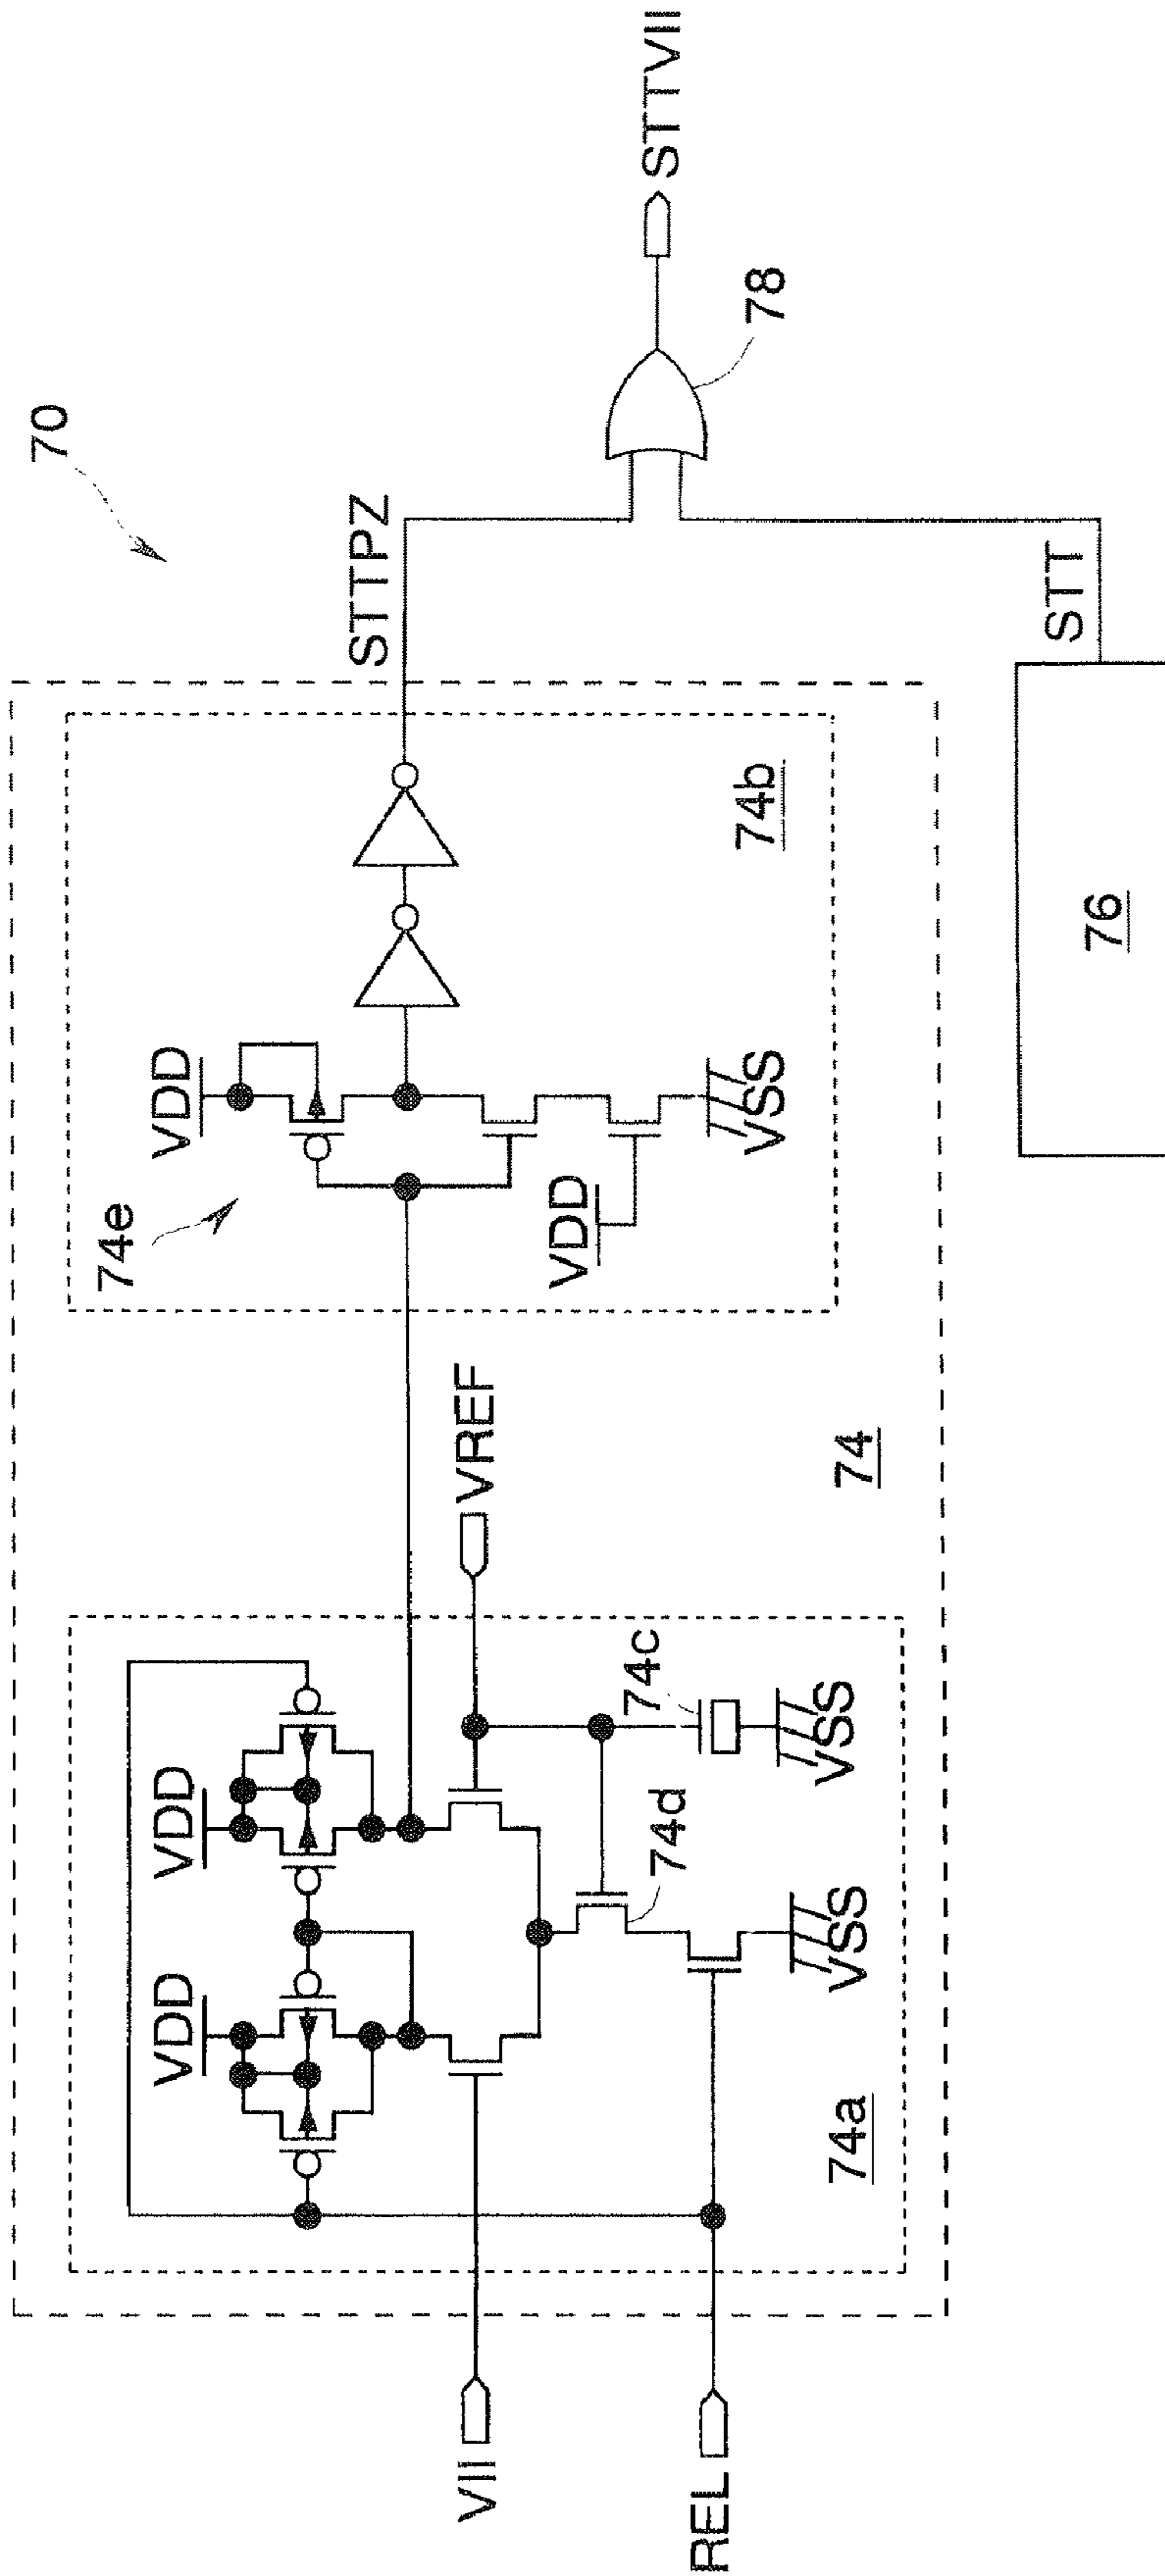 70
VDD
74e
VDD
VSS
74b
STTPZ
STTVII
78
STT
76
VDD
VDD
VREF
74c
VSS
74d
VSS
74a
74
VII
REL